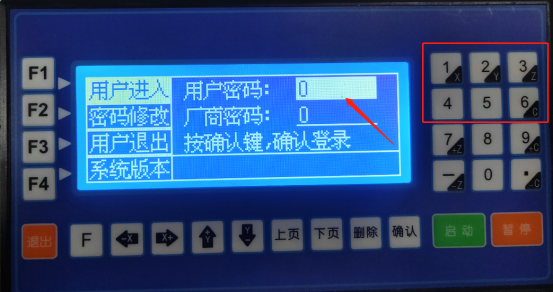 F1
F2
F3
F4
用户进入 用户密码: 0
密码修改 厂商密码: 0
用户退出 按确认键,确认登录
系统版本
1 X 2 Y 3 Z
4 5 6 C
7 -Z 8 9 -C
- -Z 0 . C
退出 F -X X+ Y+ Y- 上页 下页 删除 确认 启动 暂停